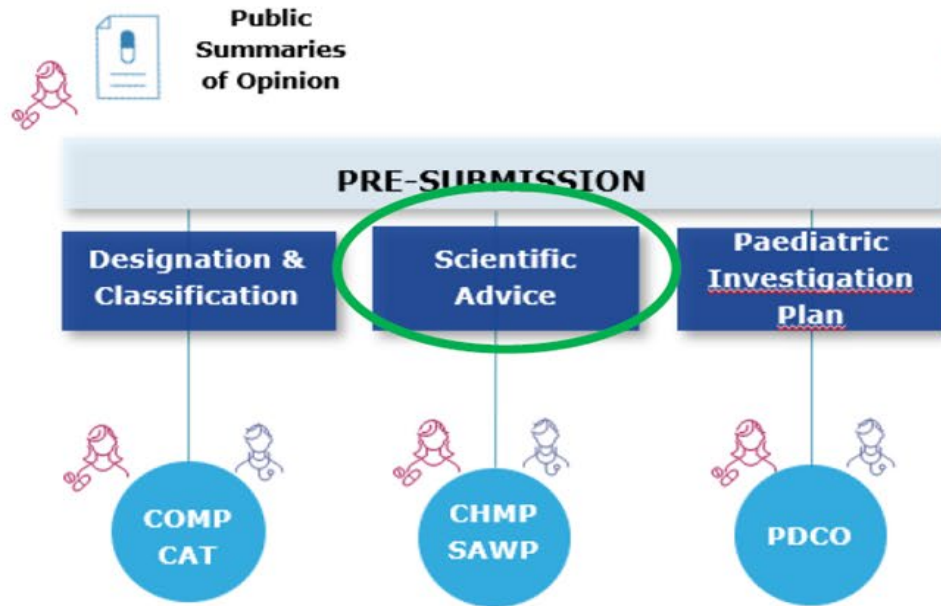 Public
Summaries
of Opinion
PRE-SUBMISSION
Designation &
Classification
Scientific
Advice
Paediatric
Investigation
Plan
COMP
CAT
CHMP
SAWP
PDCO